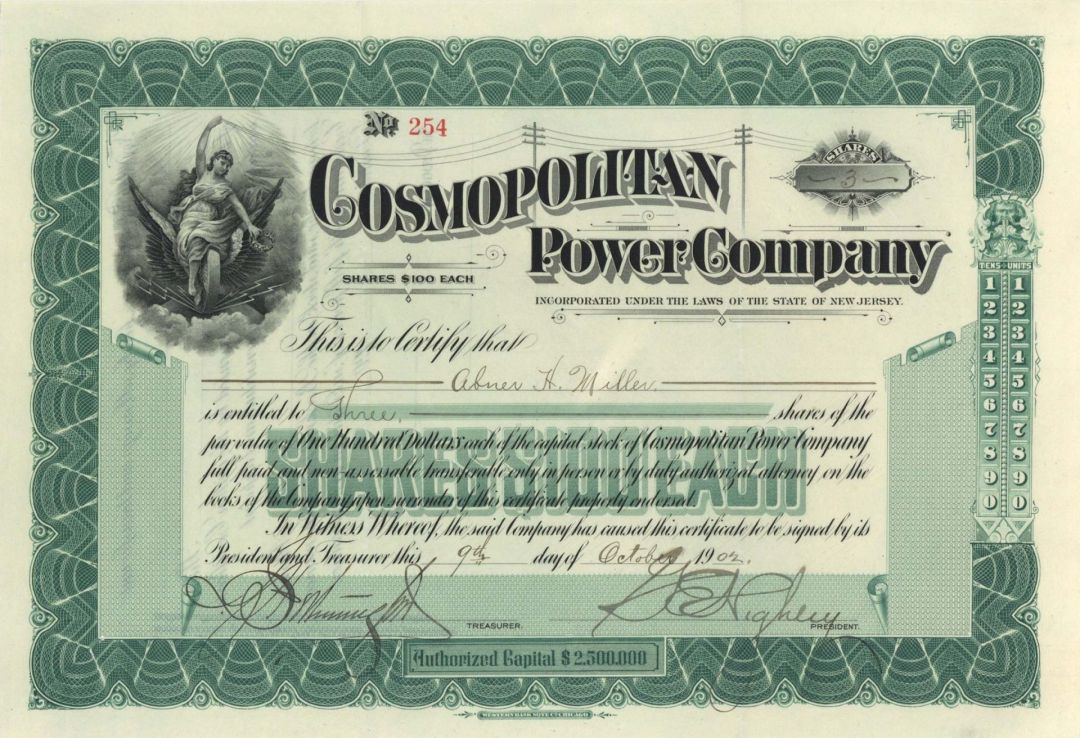 No 254
COSMOPOLITAN
POWER COMPANY
SHARES
3
SHARES $100 EACH
INCORPORATED UNDER THE LAWS OF THE STATE OF NEW JERSEY.
This is to Certify that
Abner H. Miller
is entitled to Three, shares of the
par value of One Hundred Dollars each of the capital stock of Cosmopolitan Power Company
full paid and non-assessable transferable only in person or by duly authorized attorney on the
books of the Company upon surrender of this certificate properly endorsed.
SHARES $100 EACH
In Witness Whereof, the said Company has caused this certificate to be signed by its
President and Treasurer this 9th day of October 1902.
TREASURER.
PRESIDENT.
Authorized Capital $2.500.000
TENS UNITS
1 1
2 2
3 3
4 4
5 5
6 6
7 7
8 8
9 9
0 0
WESTERN BANK NOTE CO. CHICAGO